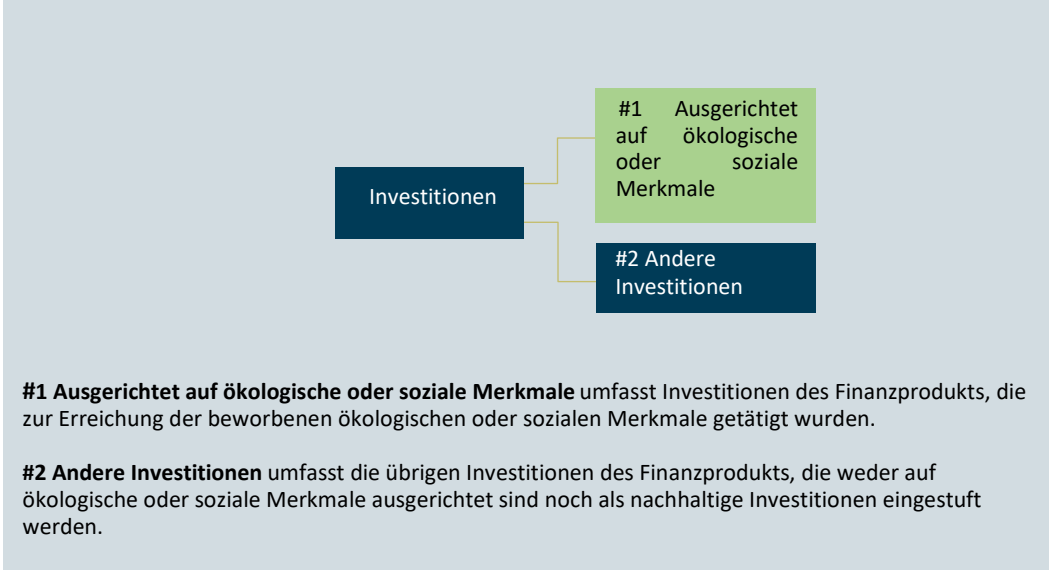 #1 Ausgerichtet
auf ökologische
oder soziale
Merkmale
Investitionen
#2 Andere
Investitionen
#1 Ausgerichtet auf ökologische oder soziale Merkmale umfasst Investitionen des Finanzprodukts, die
zur Erreichung der beworbenen ökologischen oder sozialen Merkmale getätigt wurden.
#2 Andere Investitionen umfasst die übrigen Investitionen des Finanzprodukts, die weder auf
ökologische oder soziale Merkmale ausgerichtet sind noch als nachhaltige Investitionen eingestuft
werden.